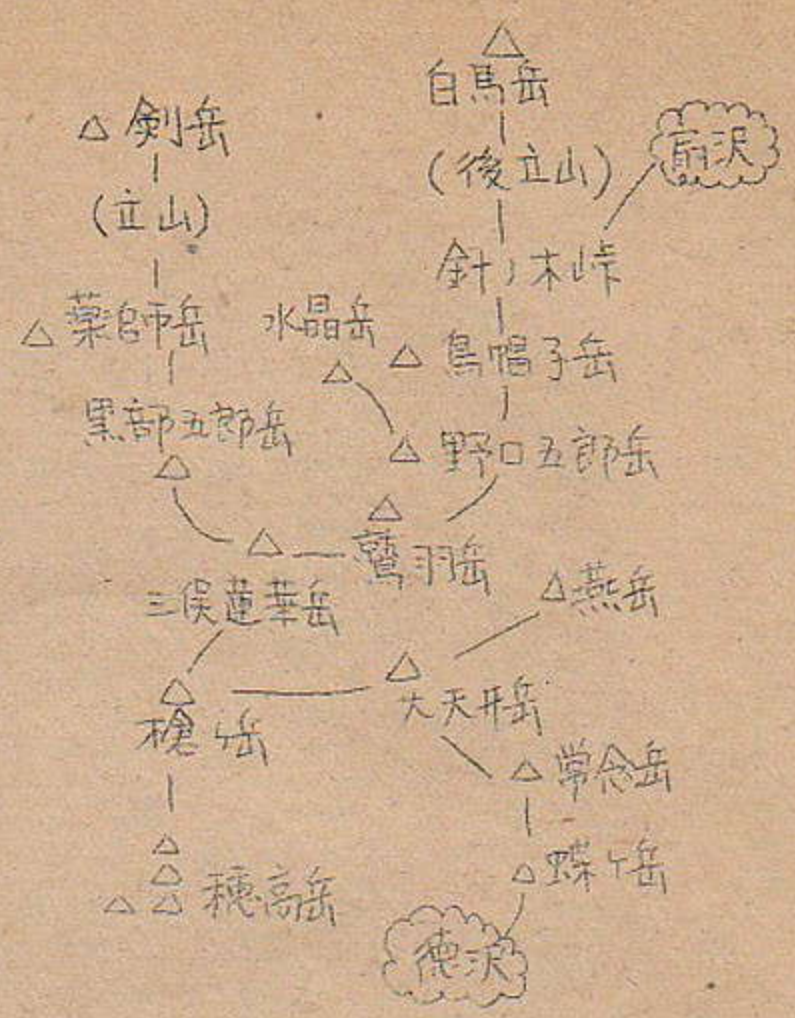 白馬岳
剣岳
扇沢
(後立山)
(立山)
針ノ木峠
薬師岳
水晶岳
烏帽子岳
黒部五郎岳
野口五郎岳
鷲羽岳
三俣蓮華岳
燕岳
大天井岳
槍ヶ岳
常念岳
蝶ヶ岳
穂高岳
徳沢